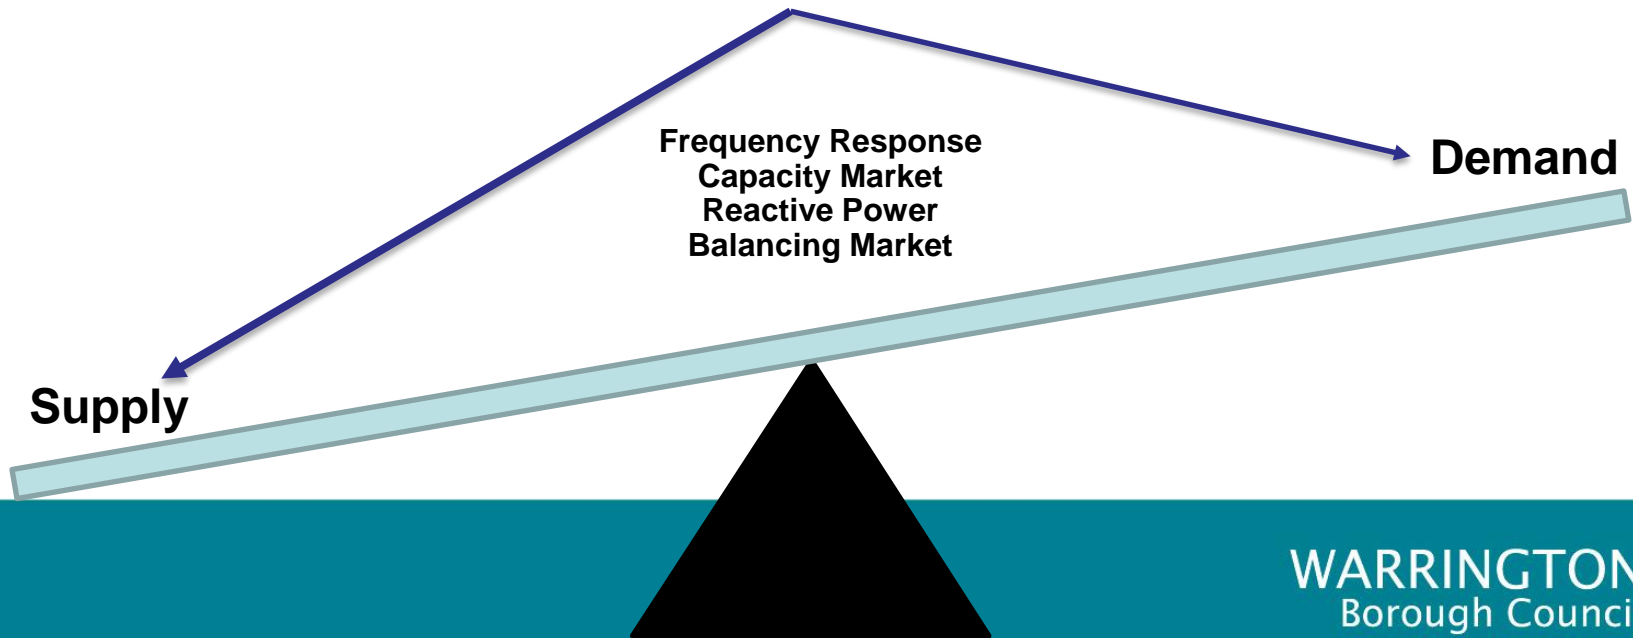 Frequency Response
Capacity Market
Reactive Power
Balancing Market
Demand
Supply
WARRINGTON
Borough Counci